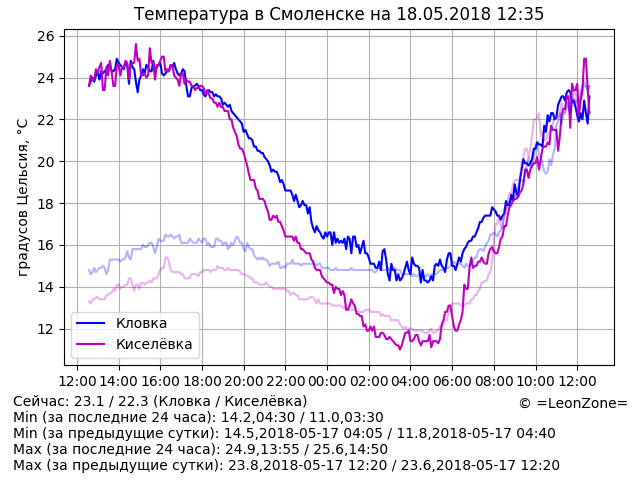 Температура в Смоленске на 18.05.2018 12:35
градусов Цельсия, °C
26
24
22
20
18
16
14
12
Кловка
Киселёвка
12:00 14:00 16:00 18:00 20:00 22:00 00:00 02:00 04:00 06:00 08:00 10:00 12:00
Сейчас: 23.1 / 22.3 (Кловка / Киселёвка)
© =LeonZone=
Min (за последние 24 часа): 14.2,04:30 / 11.0,03:30
Min (за предыдущие сутки): 14.5,2018-05-17 04:05 / 11.8,2018-05-17 04:40
Max (за последние 24 часа): 24.9,13:55 / 25.6,14:50
Max (за предыдущие сутки): 23.8,2018-05-17 12:20 / 23.6,2018-05-17 12:20